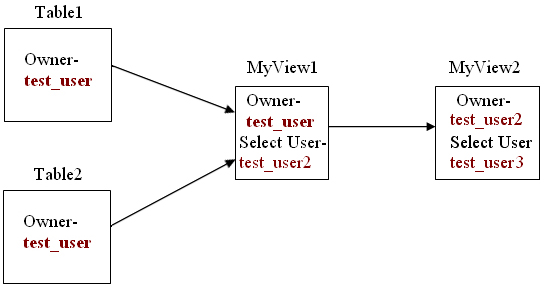 Table1
Owner-
test_user
MyView1
Owner-
test_user
Select User-
test_user2
MyView2
Owner-
test_user2
Select User
test_user3
Table2
Owner-
test_user